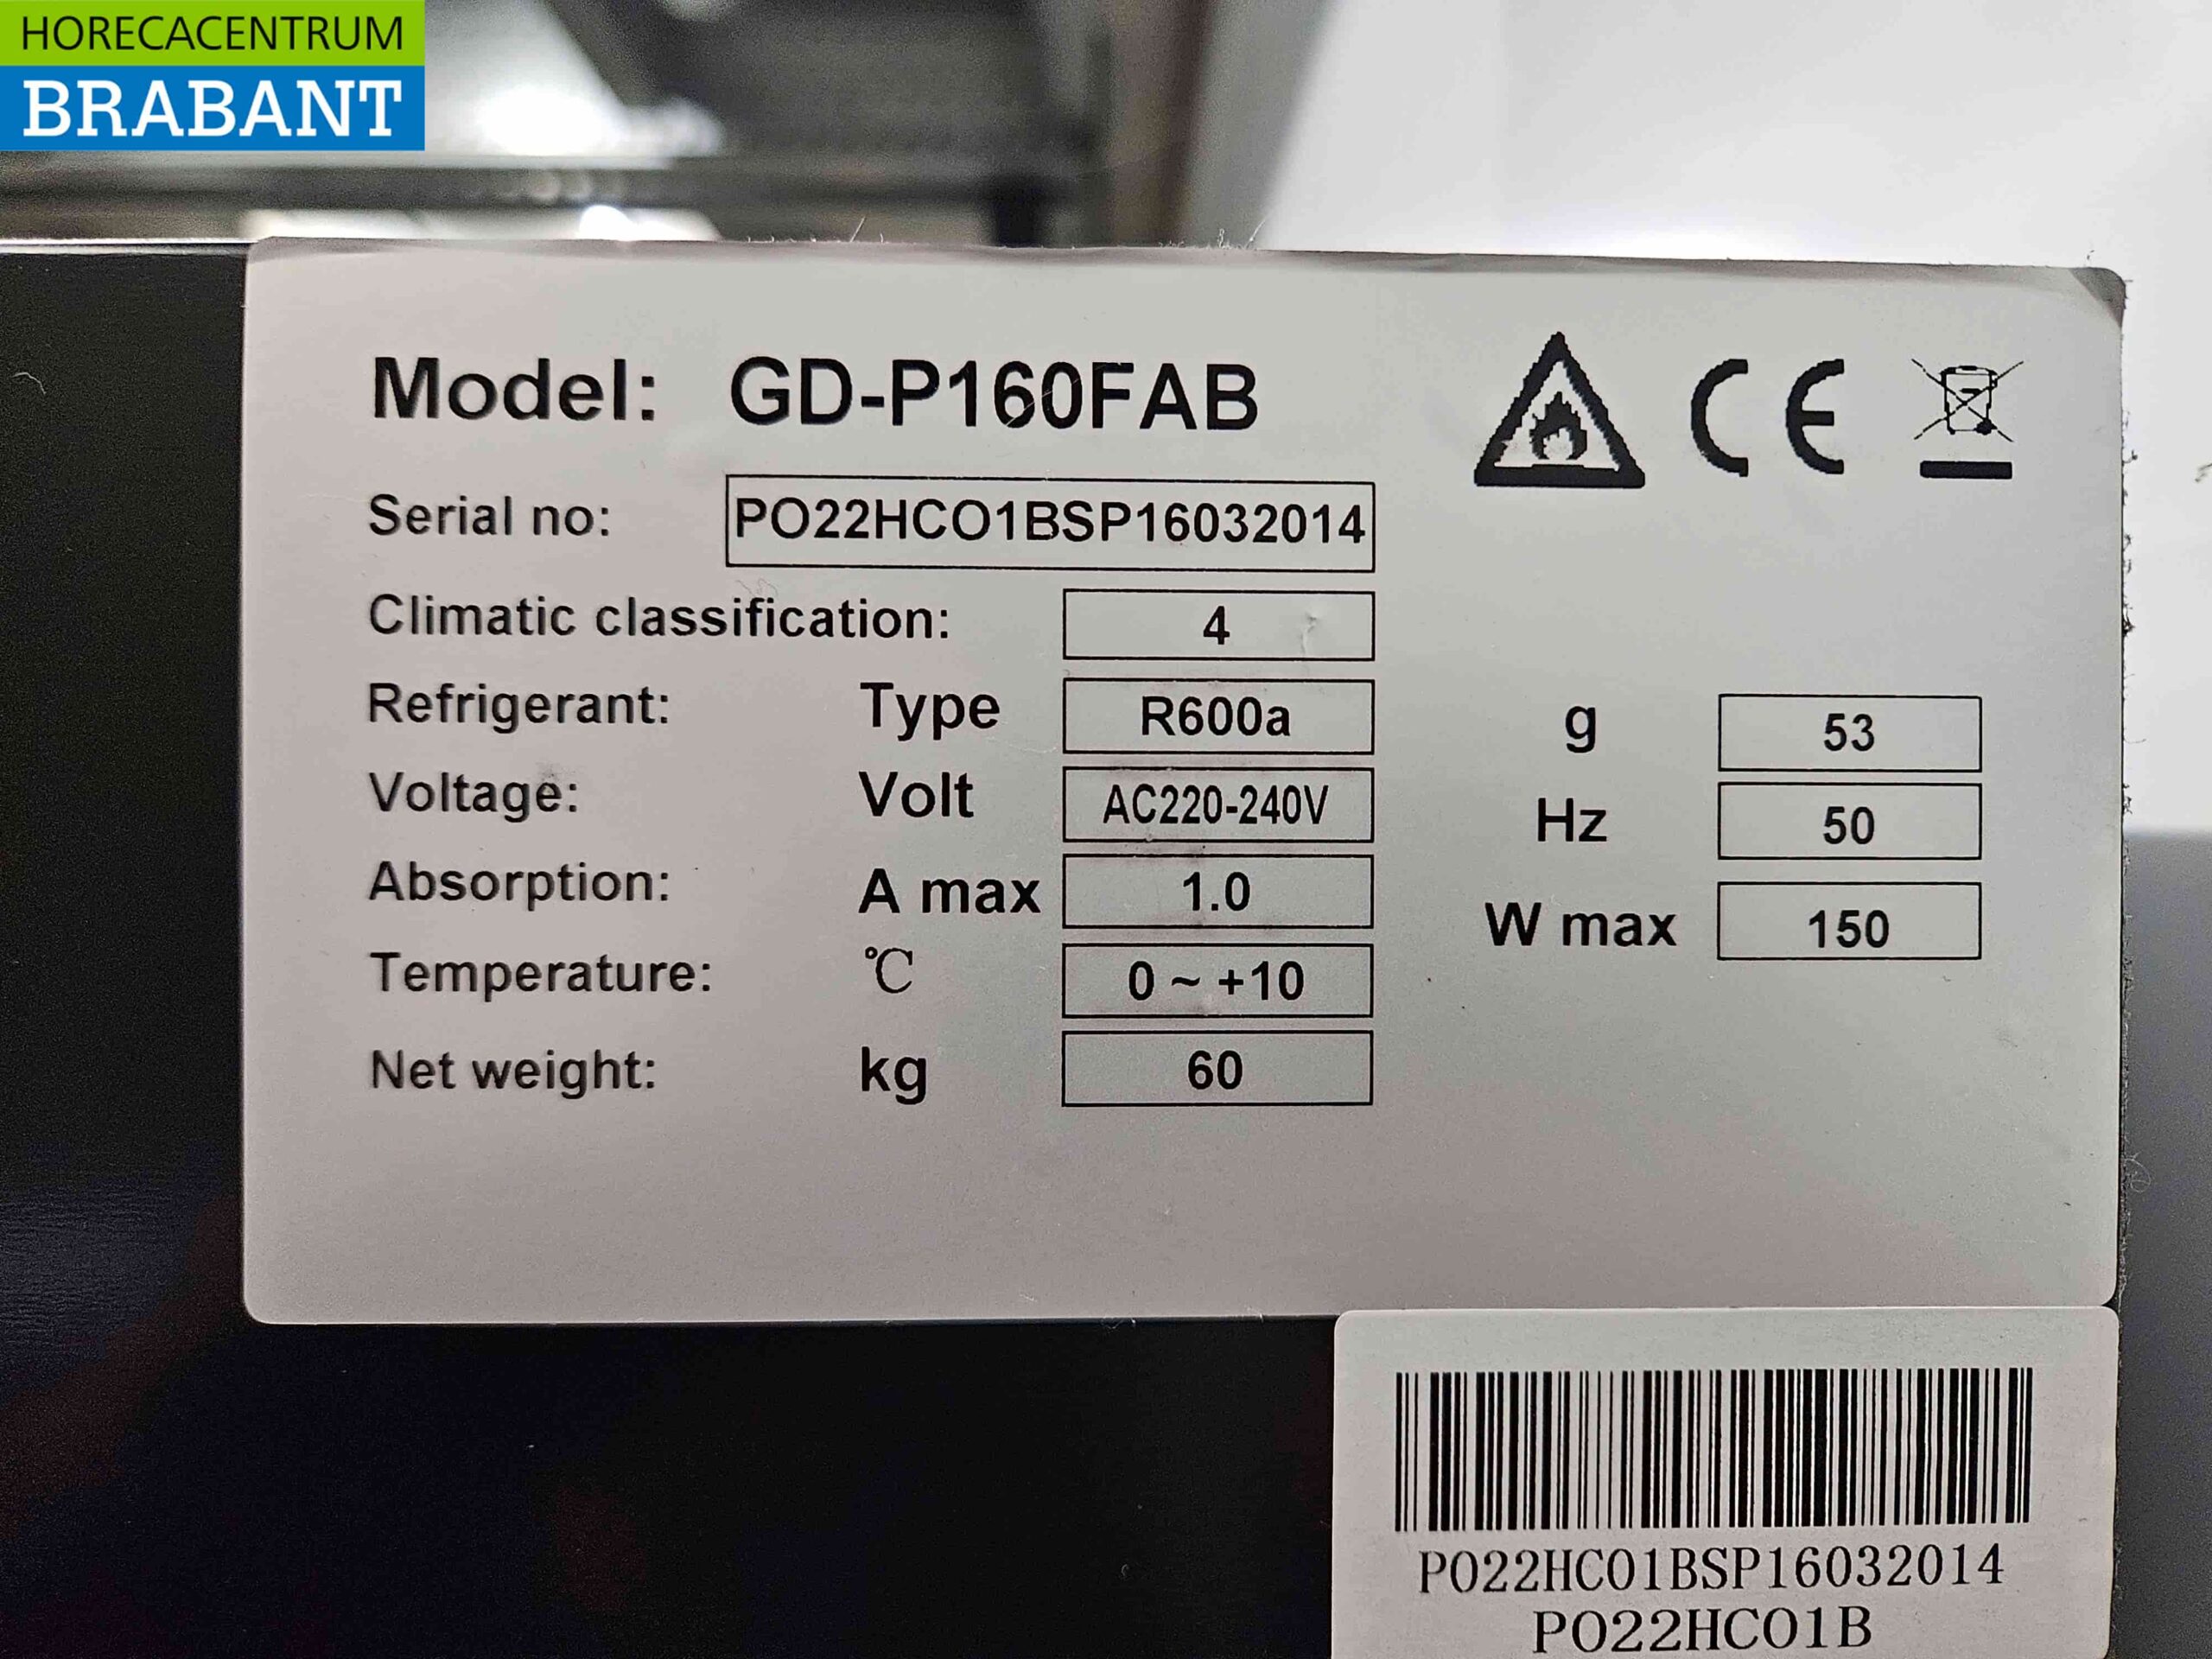 HORECACENTRUM
BRABANT
Model: GD-P160FAB
CE
Serial no: PO22HCO1BSP16032014
Climatic classification: 4
Refrigerant: Type R600a g 53
Voltage: Volt AC220-240V Hz 50
Absorption: A max 1.0 W max 150
Temperature: ℃ 0 ~ +10
Net weight: kg 60
PO22HCO1BSP16032014
PO22HCO1B